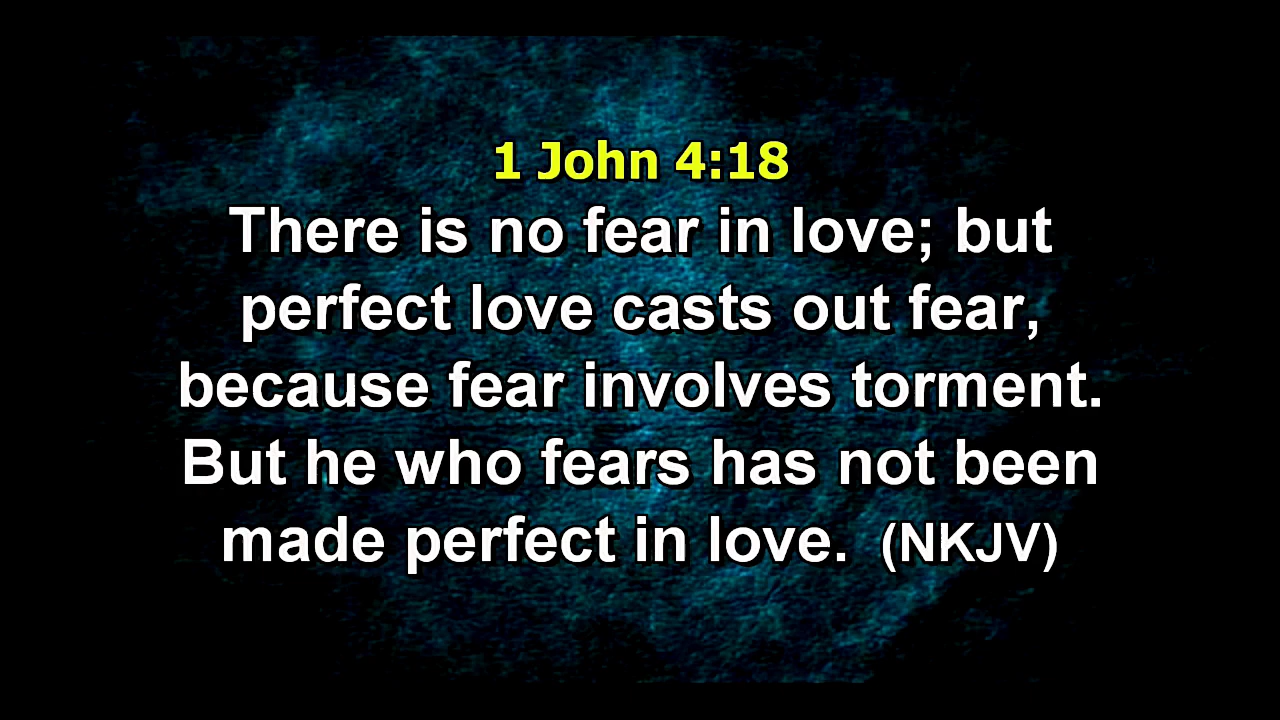 1 John 4:18
There is no fear in love; but
perfect love casts out fear,
because fear involves torment.
But he who fears has not been
made perfect in love. (NKJV)